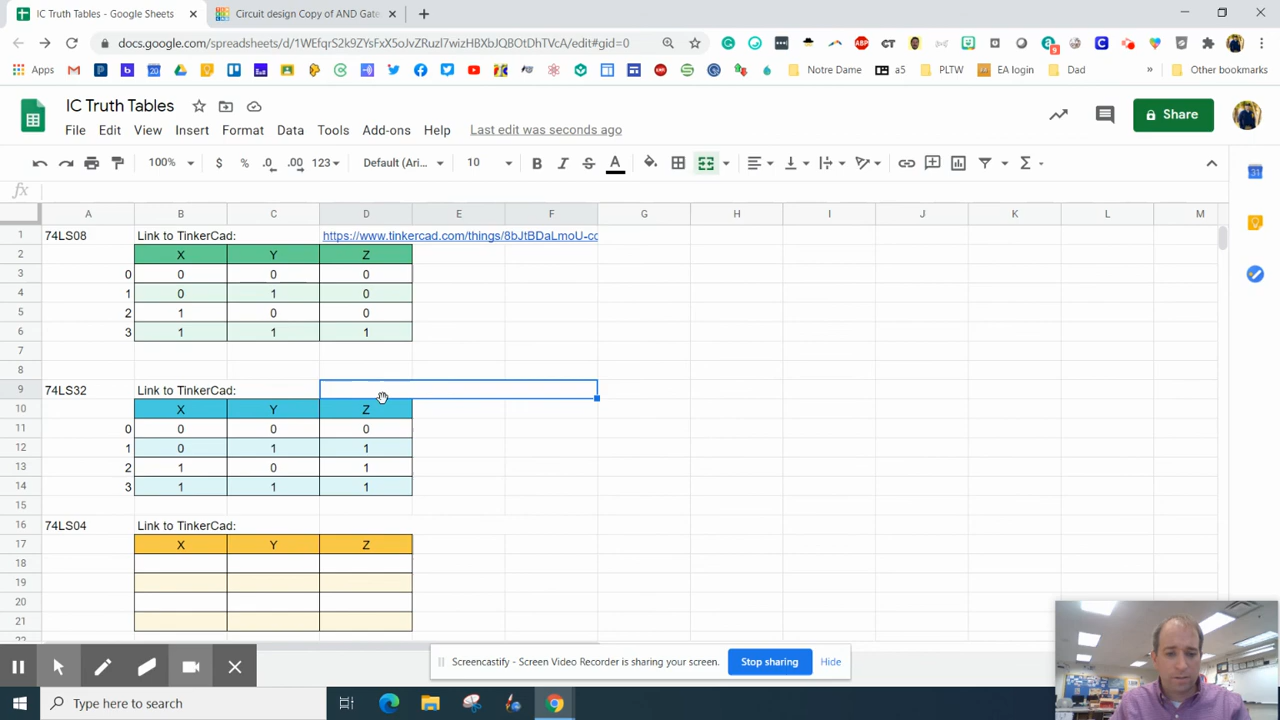 IC Truth Tables - Google Sheets
Circuit design Copy of AND Gate
docs.google.com/spreadsheet/d/1WEfqrS2k9ZYsFxX5oJvZRuzl7wizHBXbJOBOtDhTVcA/edit#gid=0
Apps
Notre Dame
a5
PLTW
EA login
Dad
Other bookmarks
IC Truth Tables
File Edit View Insert Format Data Tools Add-ons Help Last edit was seconds ago
Share
100% $ % .0 .00 123 Default (Ari... 10 B I S A
fx
A B C D E F G H I J K L M
1 74LS08 Link to TinkerCad: https://www.tinkercad.com/things/8bJtBDaLmoU-cc
2 X Y Z
3 0 0 0 0
4 1 0 1 0
5 2 1 0 0
6 3 1 1 1
7
8
9 74LS32 Link to TinkerCad:
10 X Y Z
11 0 0 0 0
12 1 0 1 1
13 2 1 0 1
14 3 1 1 1
15
16 74LS04 Link to TinkerCad:
17 X Y Z
18
19
20
21
22
Screencastify - Screen Video Recorder is sharing your screen. Stop sharing Hide
Type here to search